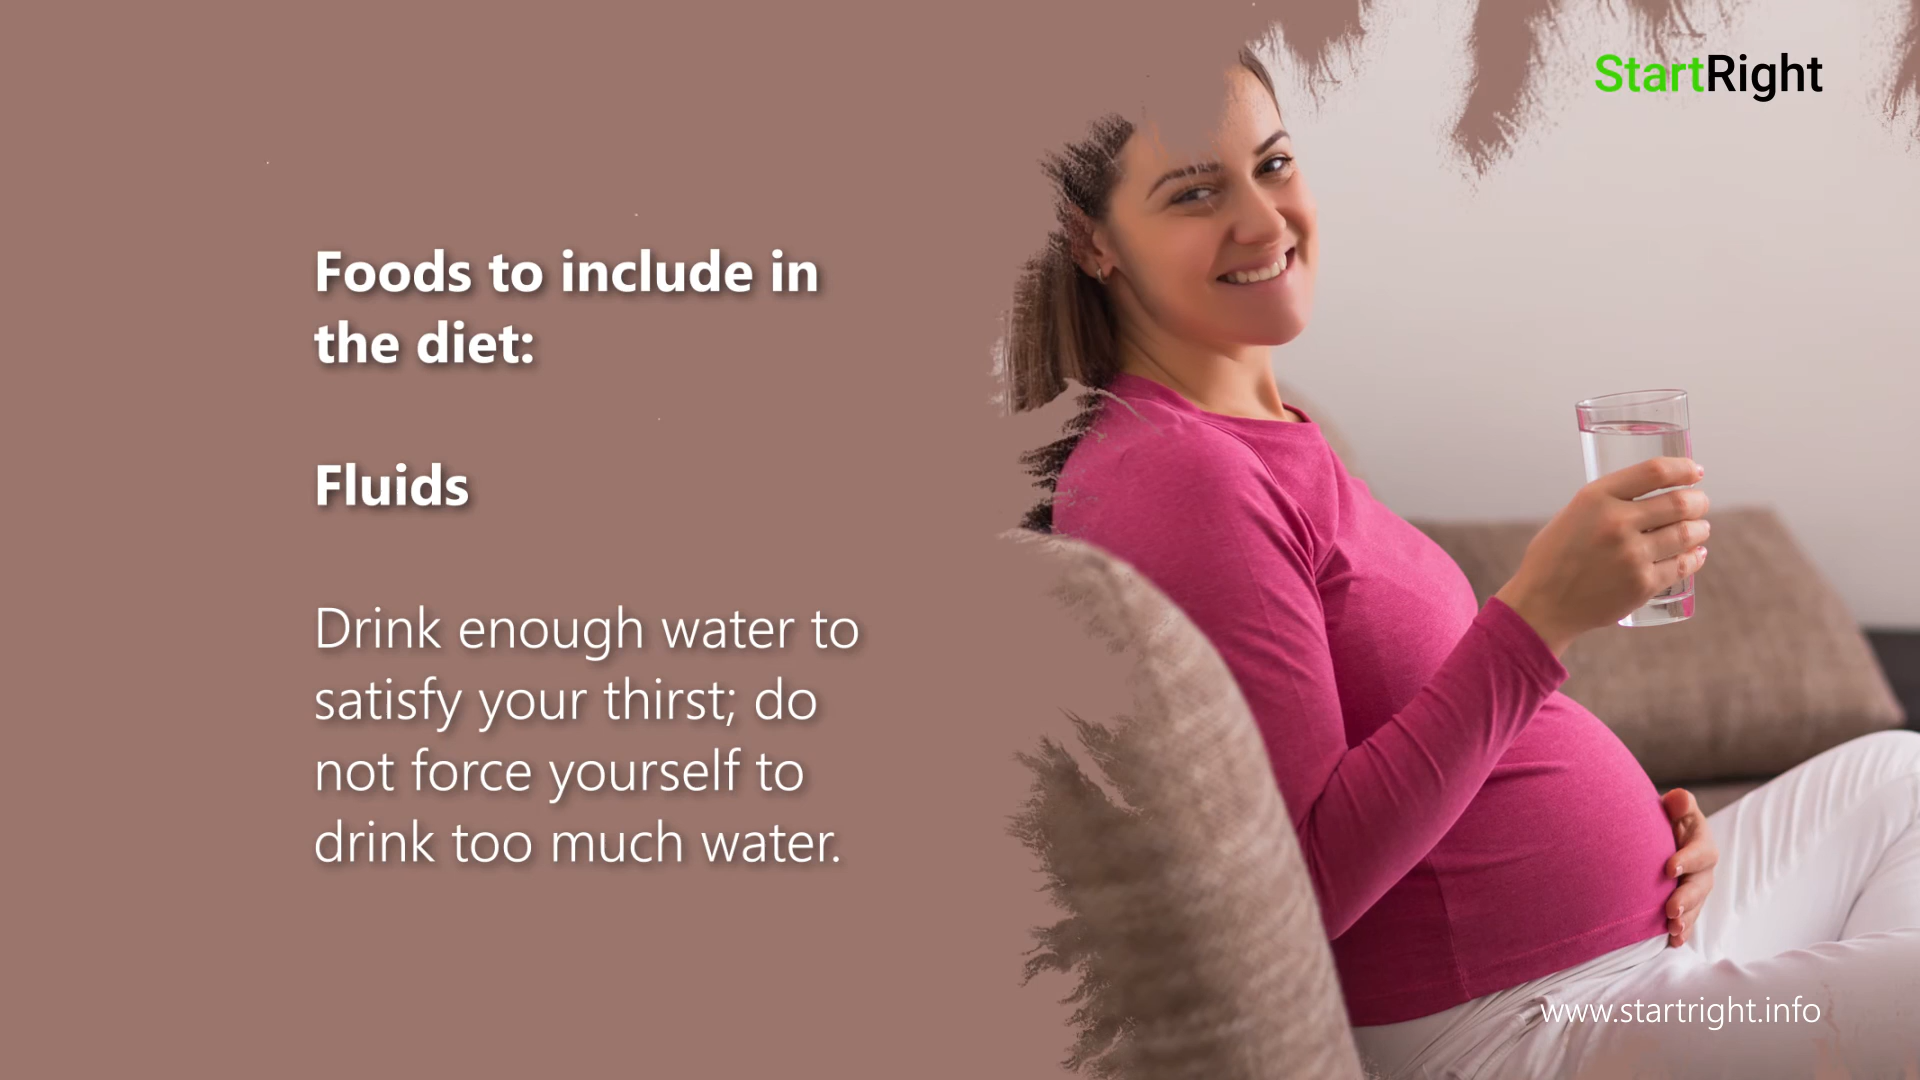 StartRight
Foods to include in
the diet:
Fluids
Drink enough water to
satisfy your thirst; do
not force yourself to
drink too much water.
www.startright.info